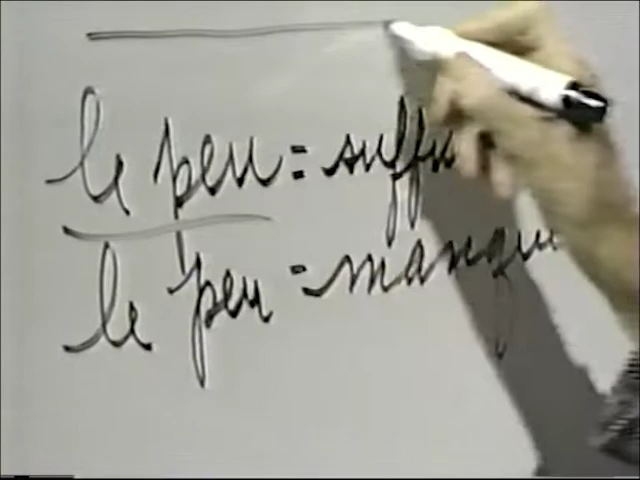 le peu = suffi
le peu = manqu